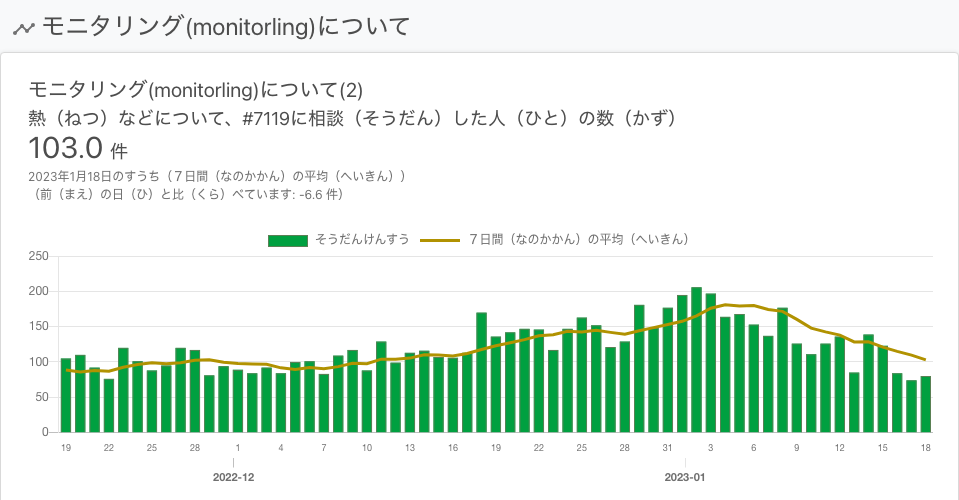 モニタリング(monitorling)について
モニタリング(monitorling)について(2)
熱（ねつ）などについて、#7119に相談（そうだん）した人（ひと）の数（かず）
103.0 件
2023年1月18日のすうち（７日間（なのかかん）の平均（へいきん））
（前（まえ）の日（ひ）と比（くら）べています: -6.6 件）
そうだんけんすう ７日間（なのかかん）の平均（へいきん）
250
200
150
100
50
0
19 22 25 28 1 4 7 10 13 16 19 22 25 28 31 3 6 9 12 15 18
2022-12 2023-01